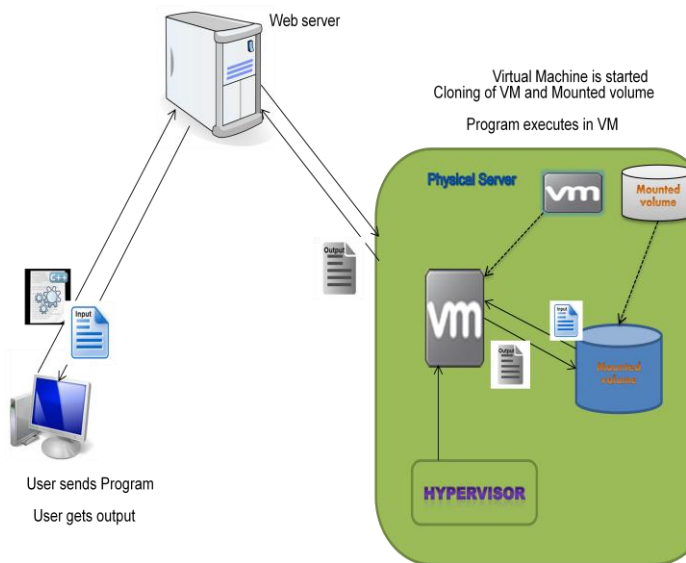 Web server
Virtual Machine is started
Cloning of VM and Mounted volume
Program executes in VM
Physical Server
vm
Mounted
volume
C++
Input
Output
vm
Input
Output
Mounted
volume
HYPERVISOR
User sends Program
User gets output